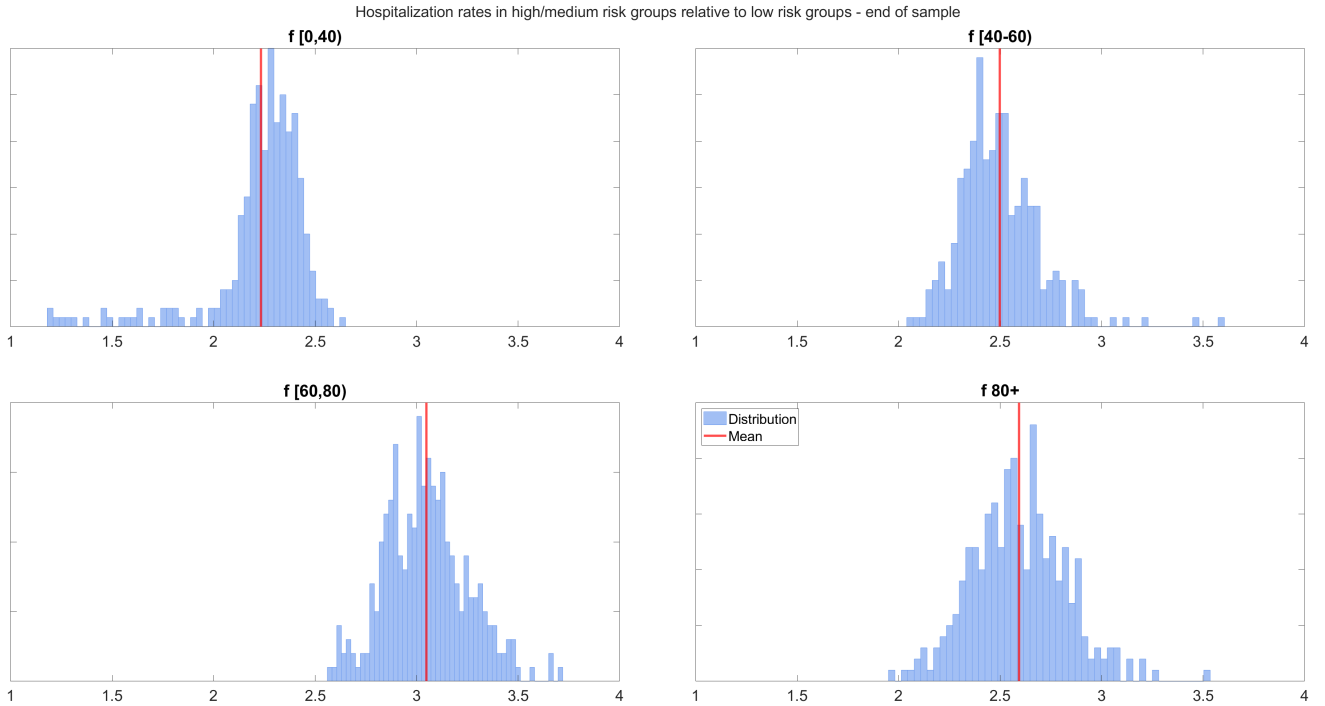 Hospitalization rates in high/medium risk groups relative to low risk groups - end of sample
f [0,40)
1 1.5 2 2.5 3 3.5 4
f [40-60)
1 1.5 2 2.5 3 3.5 4
f [60,80)
1 1.5 2 2.5 3 3.5 4
f 80+
Distribution
Mean
1 1.5 2 2.5 3 3.5 4